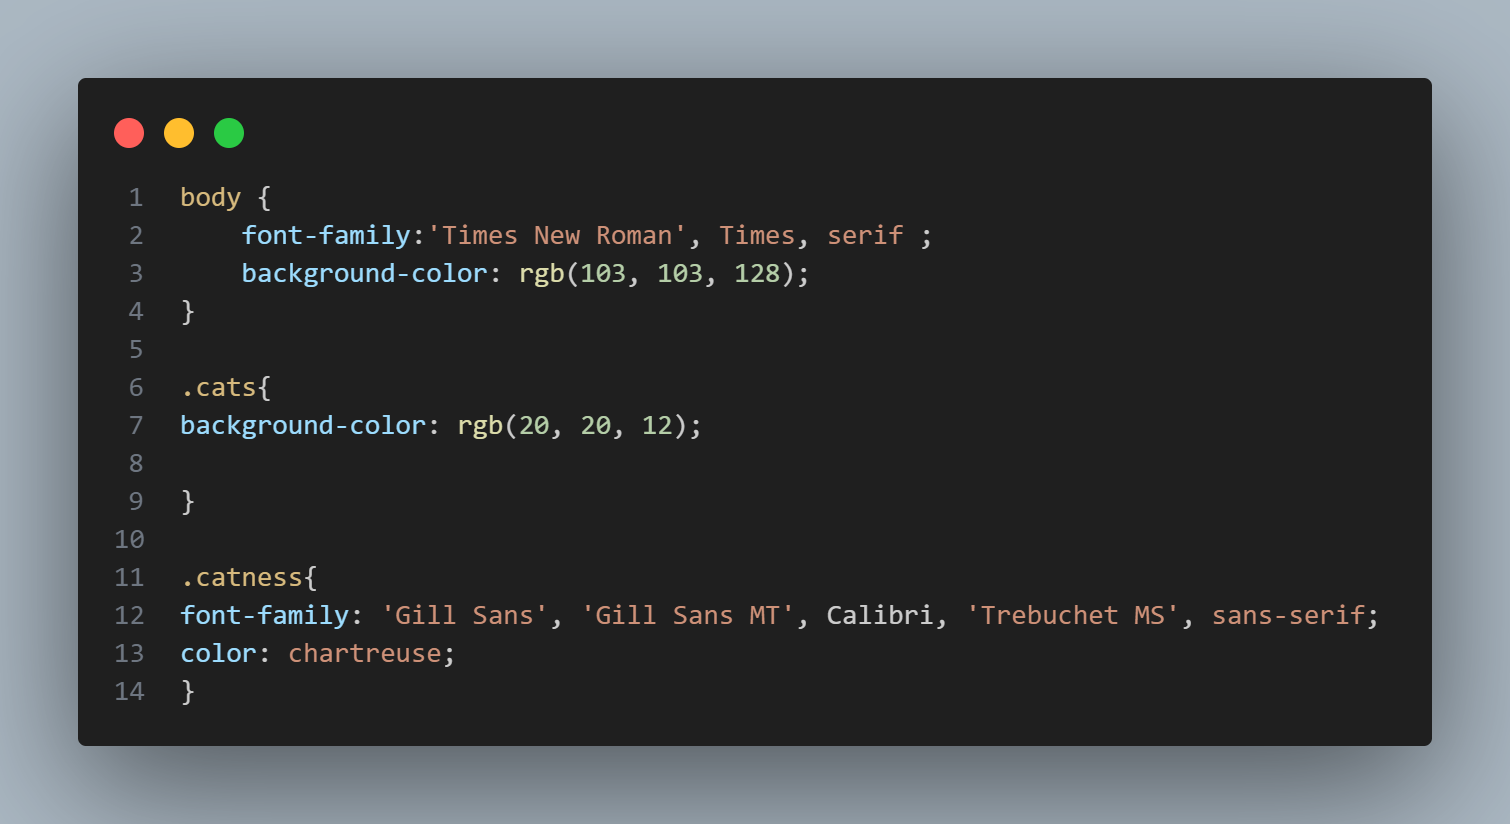 1 body {
2     font-family:'Times New Roman', Times, serif ;
3     background-color: rgb(103, 103, 128);
4 }
5
6 .cats{
7 background-color: rgb(20, 20, 12);
8
9 }
10
11 .catness{
12 font-family: 'Gill Sans', 'Gill Sans MT', Calibri, 'Trebuchet MS', sans-serif;
13 color: chartreuse;
14 }